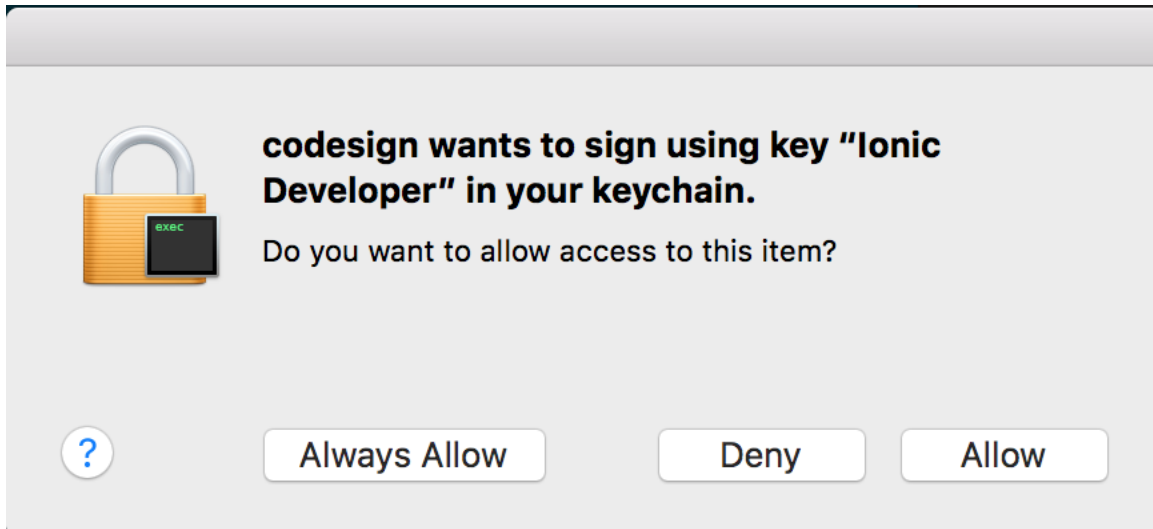 codesign wants to sign using key “Ionic
Developer” in your keychain.
exec
Do you want to allow access to this item?
?
Always Allow
Deny
Allow